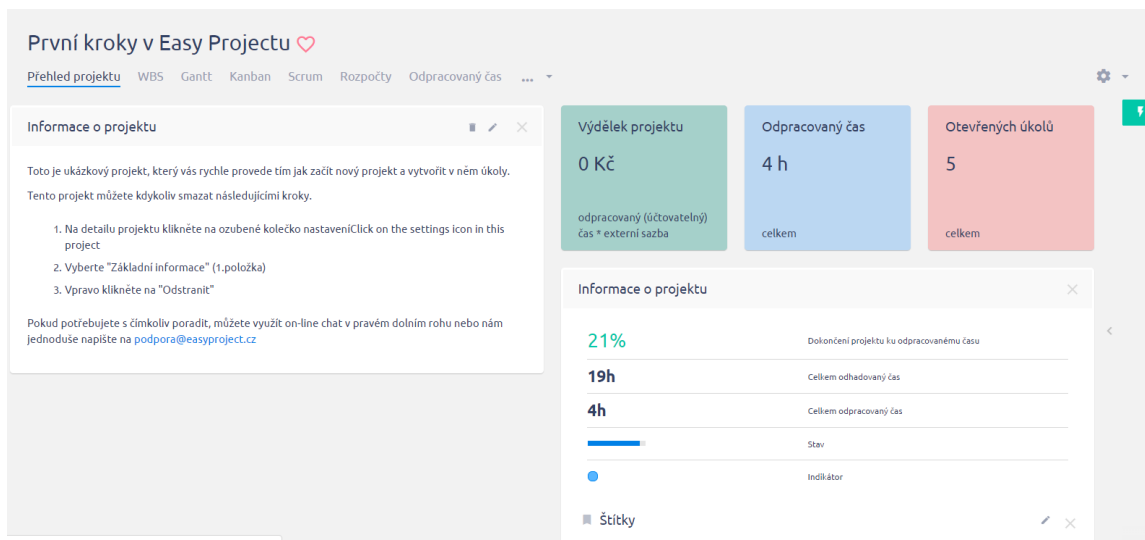 První kroky v Easy Projectu
Přehled projektu WBS Gantt Kanban Scrum Rozpočty Odpracovaný čas ...
Informace o projektu
Toto je ukázkový projekt, který vás rychle provede tím jak začít nový projekt a vytvořit v něm úkoly.
Tento projekt můžete kdykoliv smazat následujícími kroky.
1. Na detailu projektu klikněte na ozubené kolečko nastaveníClick on the settings icon in this
project
2. Vyberte "Základní informace" (1.položka)
3. Vpravo klikněte na "Odstranit"
Pokud potřebujete s čímkoliv poradit, můžete využít on-line chat v pravém dolním rohu nebo nám
jednoduše napište na podpora@easyproject.cz
Výdělek projektu
0 Kč
odpracovaný (účtovatelný)
čas * externí sazba
Odpracovaný čas
4 h
celkem
Otevřených úkolů
5
celkem
Informace o projektu
21% Dokončení projektu ku odpracovanému času
19h Celkem odhadovaný čas
4h Celkem odpracovaný čas
Stav
Indikátor
Štítky